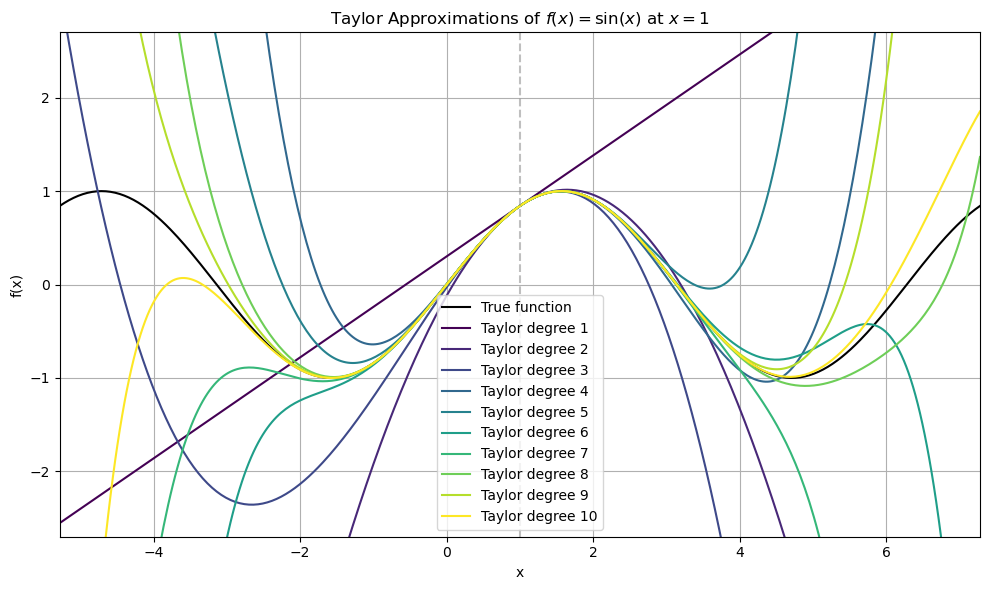 Taylor Approximations of f(x) = sin(x) at x = 1
f(x)
2
1
0
−1
−2
True function
Taylor degree 1
Taylor degree 2
Taylor degree 3
Taylor degree 4
Taylor degree 5
Taylor degree 6
Taylor degree 7
Taylor degree 8
Taylor degree 9
Taylor degree 10
−4 −2 0 2 4 6
x